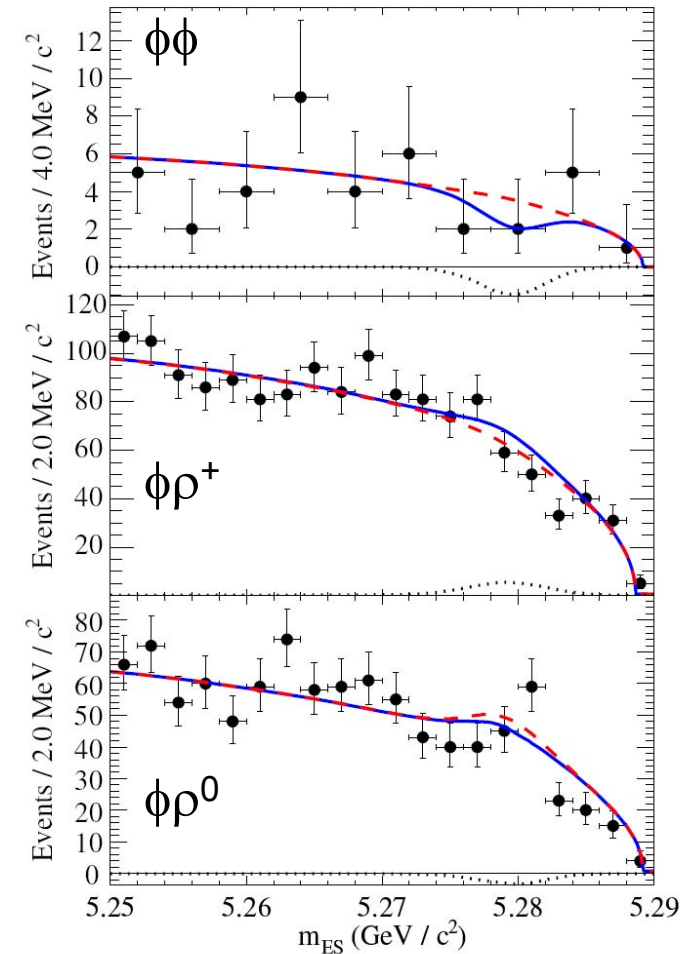 ϕϕ
Events / 4.0 MeV / c²
12
10
8
6
4
2
0
ϕρ⁺
Events / 2.0 MeV / c²
120
100
80
60
40
20
ϕρ⁰
Events / 2.0 MeV / c²
80
70
60
50
40
30
20
10
0
5.25 5.26 5.27 5.28 5.29
m_ES (GeV / c²)